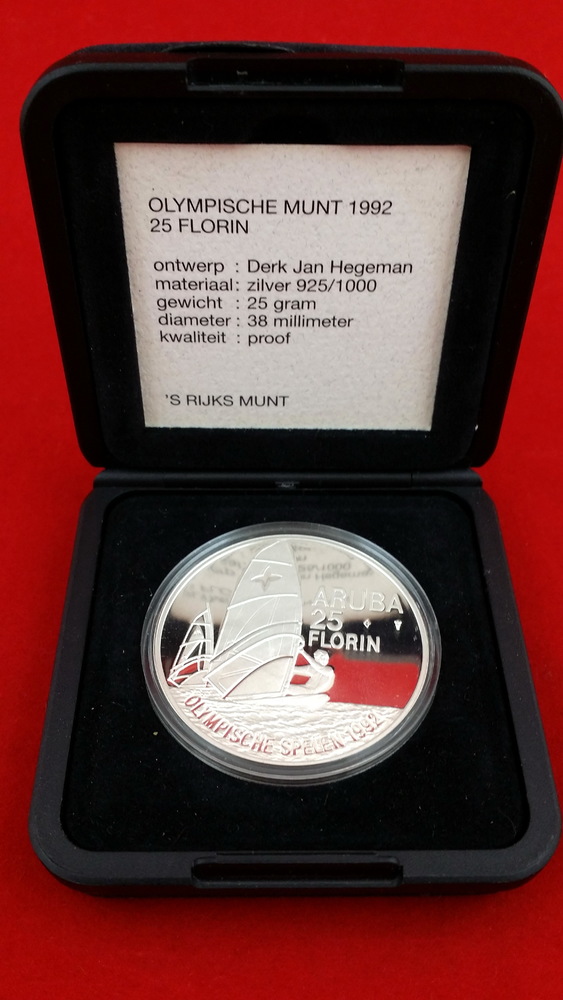 OLYMPISCHE MUNT 1992
25 FLORIN
ontwerp : Derk Jan Hegeman
materiaal : zilver 925/1000
gewicht : 25 gram
diameter : 38 millimeter
kwaliteit : proof
'S RIJKS MUNT
ARUBA
25
FLORIN
OLYMPISCHE SPELEN 1992